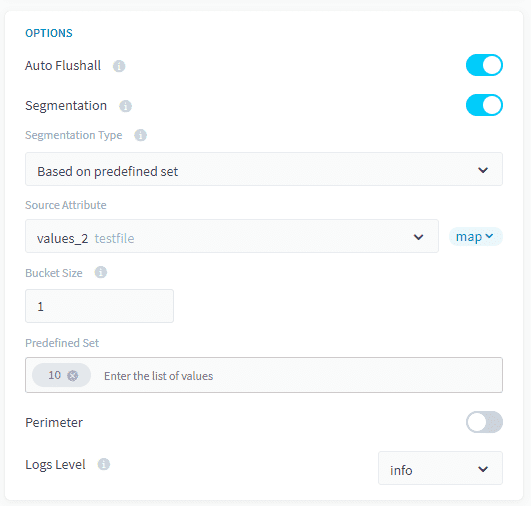 OPTIONS
Auto Flushall
Segmentation
Segmentation Type
Based on predefined set
Source Attribute
values_2 testfile
map
Bucket Size
1
Predefined Set
10 Enter the list of values
Perimeter
Logs Level
info